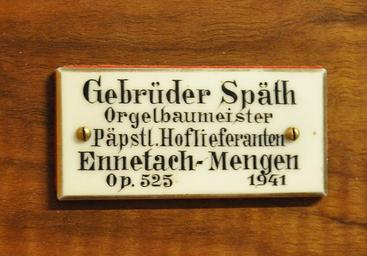 Gebrüder Späth
Orgelbaumeister
Päpstl. Hoflieferanten
Ennetach-Mengen
Op. 525 1941